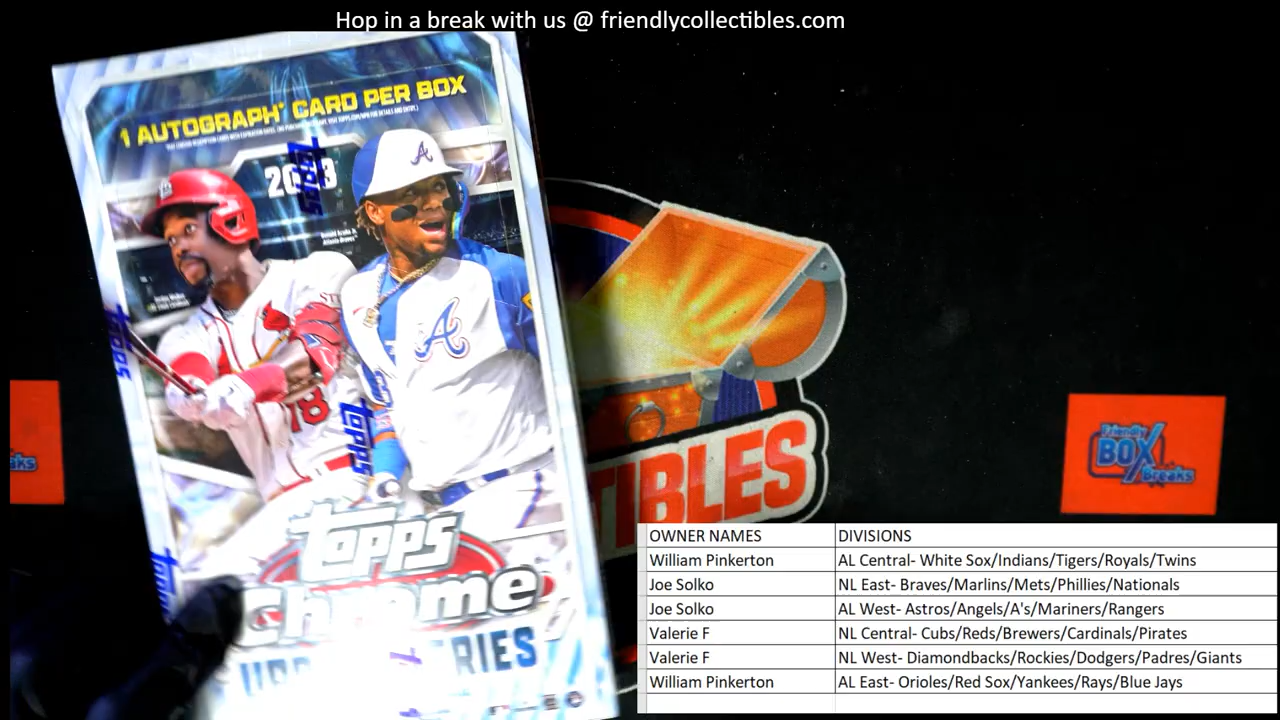 Hop in a break with us @ friendlycollectibles.com
1 AUTOGRAPH* CARD PER BOX
Topps
A
A
18
topps
chrome
TIBLES
Friendly
BOX
Breaks
OWNER NAMES DIVISIONS
William Pinkerton AL Central- White Sox/Indians/Tigers/Royals/Twins
Joe Solko NL East- Braves/Marlins/Mets/Phillies/Nationals
Joe Solko AL West- Astros/Angels/A's/Mariners/Rangers
Valerie F NL Central- Cubs/Reds/Brewers/Cardinals/Pirates
Valerie F NL West- Diamondbacks/Rockies/Dodgers/Padres/Giants
William Pinkerton AL East- Orioles/Red Sox/Yankees/Rays/Blue Jays